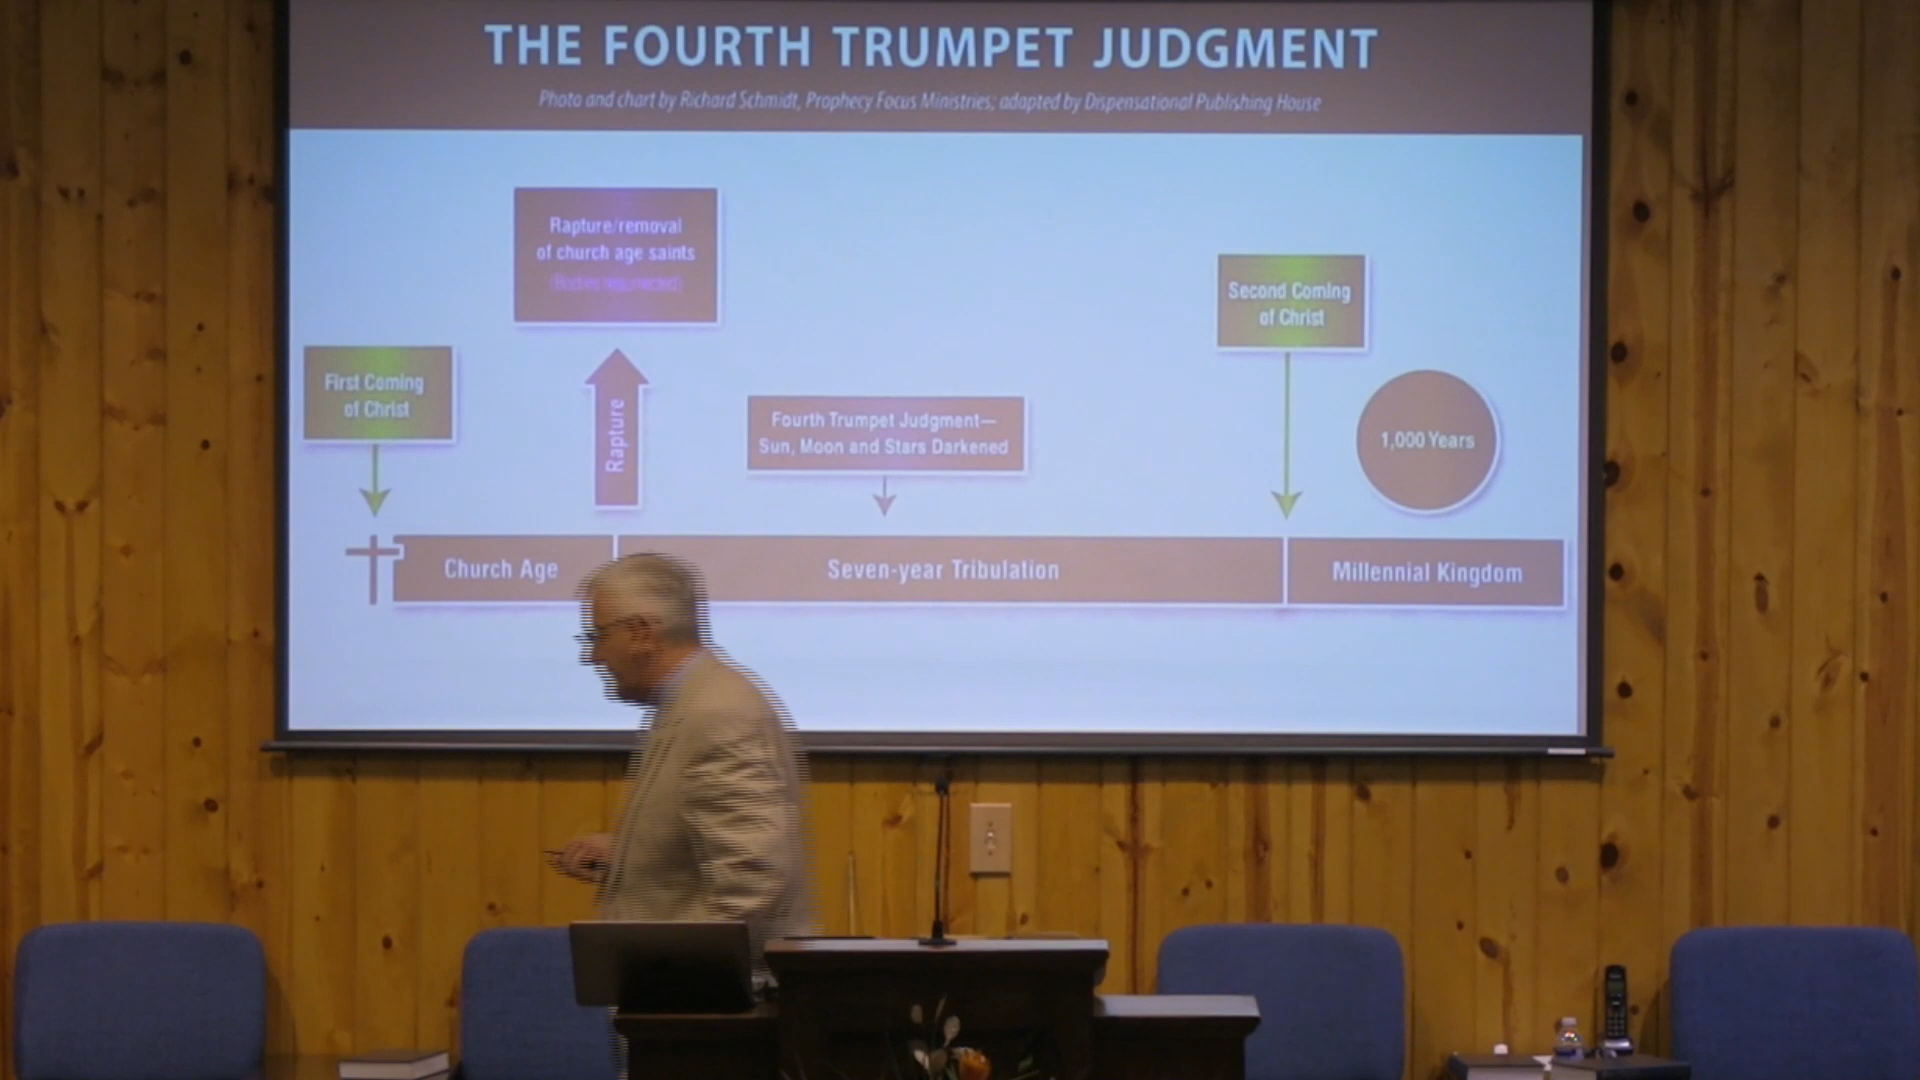 THE FOURTH TRUMPET JUDGMENT
Photo and chart by Richard Schmidt, Prophecy Focus Ministries; adapted by Dispensational Publishing House
Rapture/removal
of church age saints
First Coming
of Christ
Rapture
Fourth Trumpet Judgment—
Sun, Moon and Stars Darkened
Second Coming
of Christ
1,000 Years
Church Age
Seven-year Tribulation
Millennial Kingdom